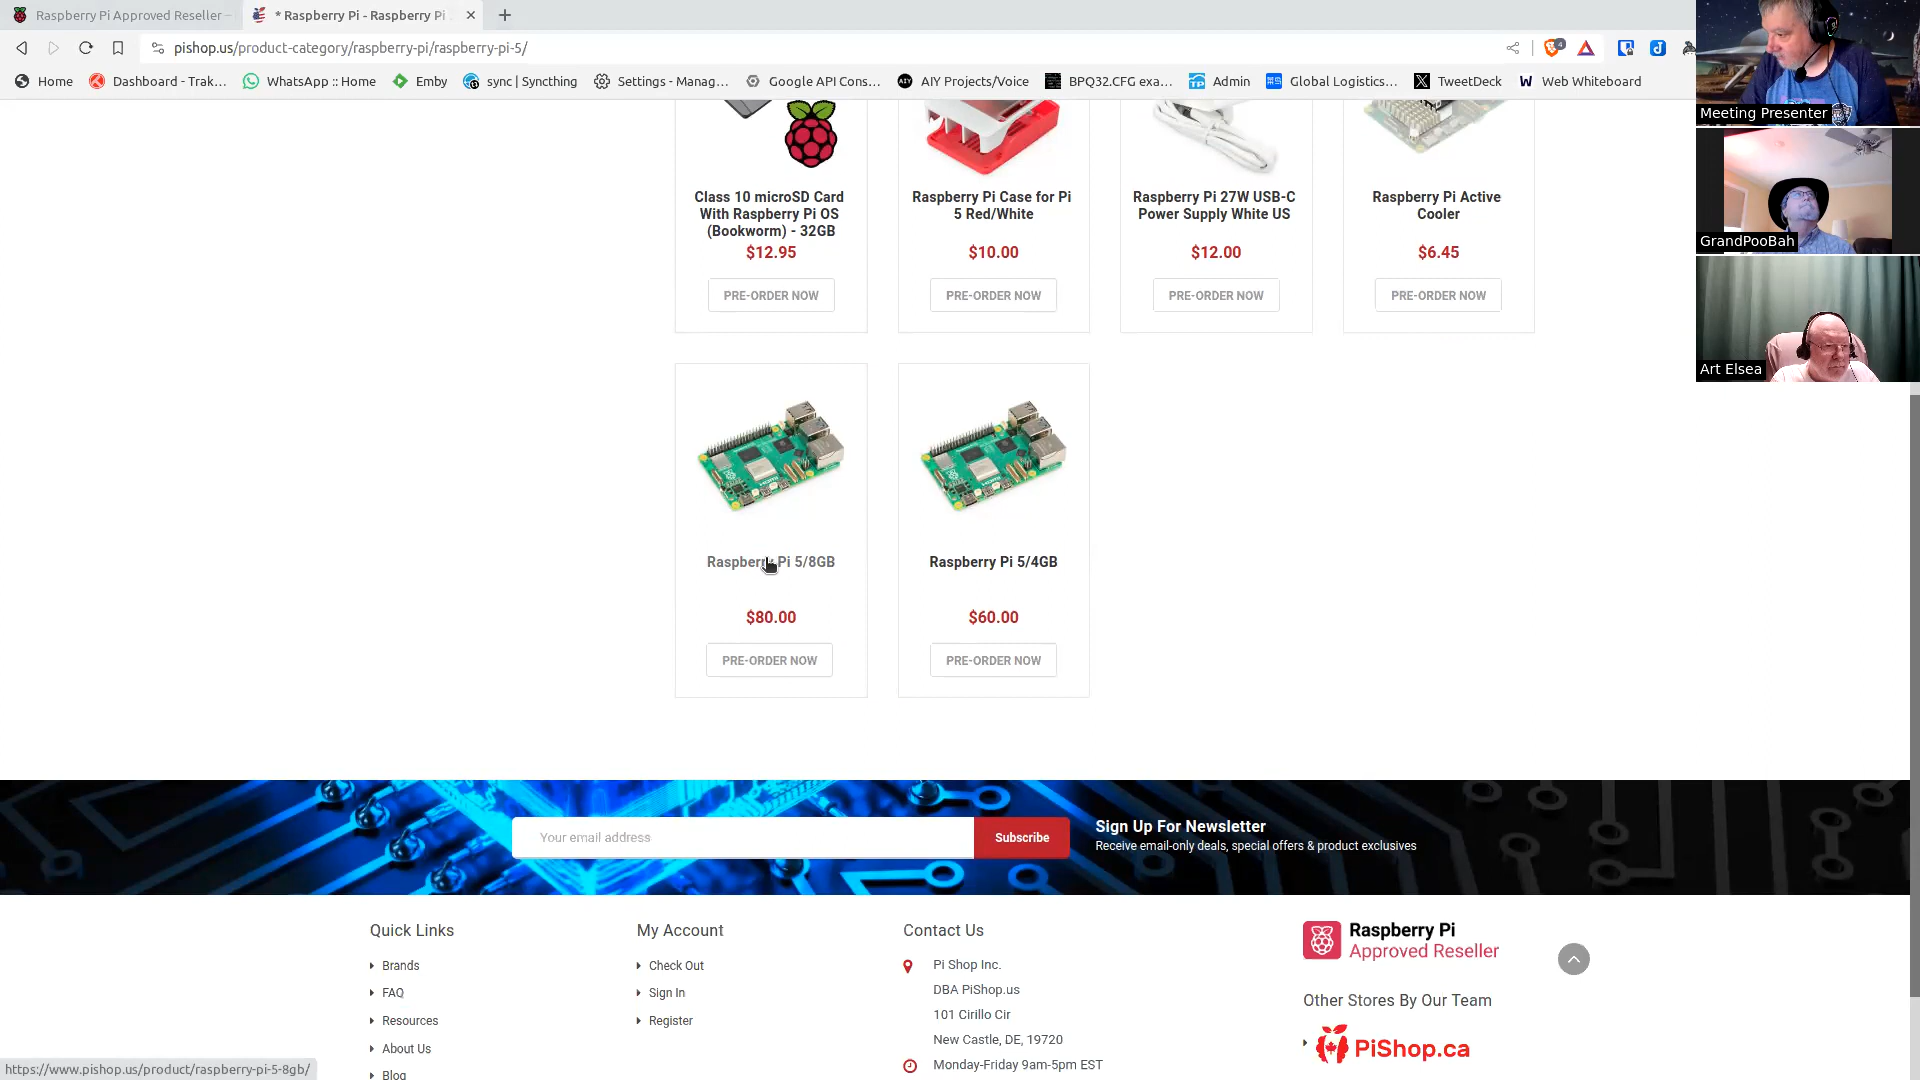 Raspberry Pi Approved Reseller –
* Raspberry Pi - Raspberry Pi
pishop.us/product-category/raspberry-pi/raspberry-pi-5/
4
Home
Dashboard - Trak...
WhatsApp :: Home
Emby
sync | Syncthing
Settings - Manag...
Google API Cons...
AIY
AIY Projects/Voice
BPQ32.CFG exa...
TP
Admin
Global Logistics...
X
TweetDeck
W
Web Whiteboard
Meeting Presenter
GrandPooBah
Art Elsea
Class 10 microSD Card
With Raspberry Pi OS
(Bookworm) - 32GB
$12.95
PRE-ORDER NOW
Raspberry Pi Case for Pi
5 Red/White
$10.00
PRE-ORDER NOW
Raspberry Pi 27W USB-C
Power Supply White US
$12.00
PRE-ORDER NOW
Raspberry Pi Active
Cooler
$6.45
PRE-ORDER NOW
Raspberry Pi 5/8GB
$80.00
PRE-ORDER NOW
Raspberry Pi 5/4GB
$60.00
PRE-ORDER NOW
Your email address
Subscribe
Sign Up For Newsletter
Receive email-only deals, special offers & product exclusives
Quick Links
Brands
FAQ
Resources
About Us
Blog
My Account
Check Out
Sign In
Register
Contact Us
Pi Shop Inc.
DBA PiShop.us
101 Cirillo Cir
New Castle, DE, 19720
Monday-Friday 9am-5pm EST
Raspberry Pi
Approved Reseller
Other Stores By Our Team
PiShop.ca
https://www.pishop.us/product/raspberry-pi-5-8gb/